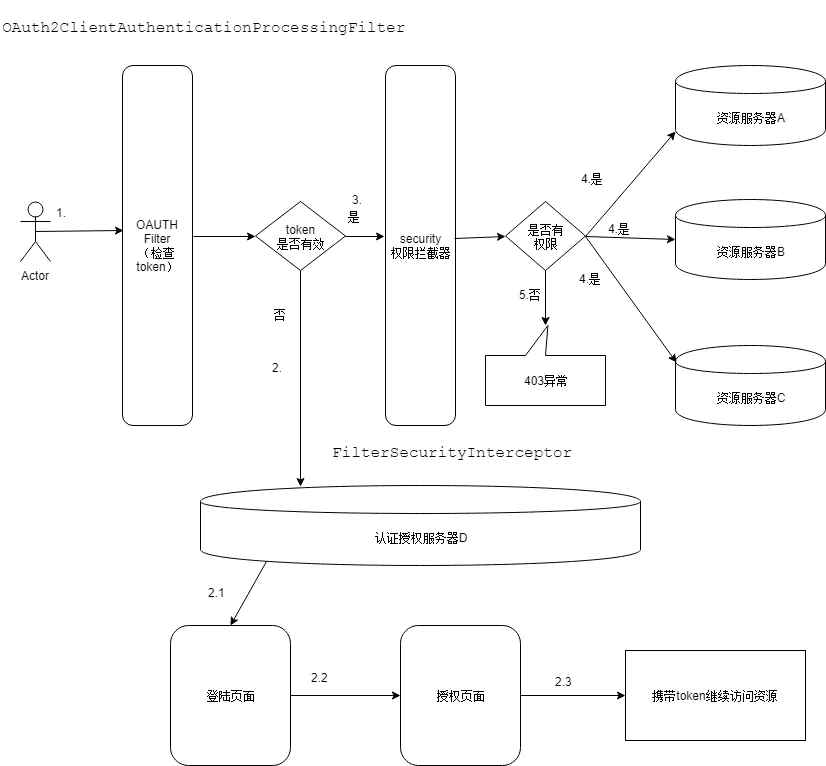 OAuth2ClientAuthenticationProcessingFilter
资源服务器A
1.
Actor
OAUTH
Filter
（检查
token）
token
是否有效
3.
是
security
权限拦截器
是否有
权限
4.是
4.是
资源服务器B
4.是
否
2.
5.否
403异常
资源服务器C
FilterSecurityInterceptor
认证授权服务器D
2.1
登陆页面
2.2
授权页面
2.3
携带token继续访问资源